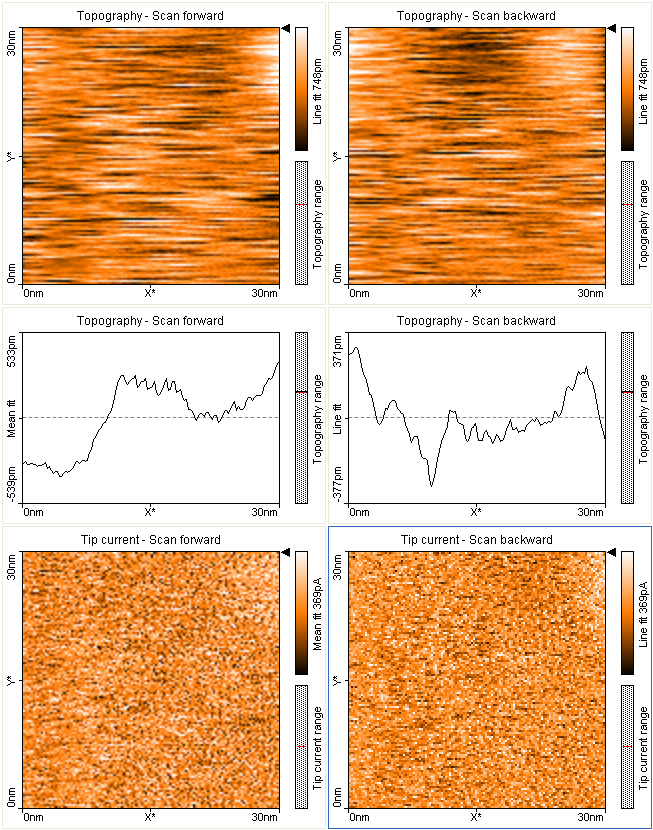 Topography - Scan forward
30nm
Y*
0nm
0nm
X*
30nm
Line fit 748pm
Topography range
Topography - Scan backward
30nm
Y*
0nm
0nm
X*
30nm
Line fit 748pm
Topography range
Topography - Scan forward
533pm
Mean fit
-539pm
0nm
X*
30nm
Topography range
Topography - Scan backward
371pm
Line fit
-377pm
0nm
X*
30nm
Topography range
Tip current - Scan forward
30nm
Y*
0nm
0nm
X*
30nm
Mean fit 369pA
Tip current range
Tip current - Scan backward
30nm
Y*
0nm
0nm
X*
30nm
Line fit 369pA
Tip current range